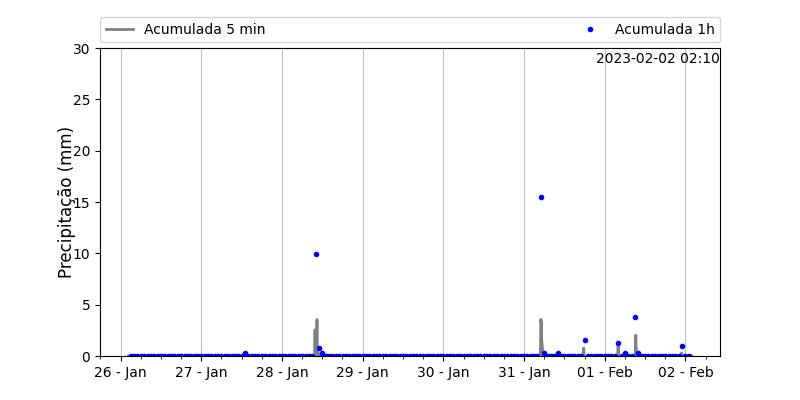 Acumulada 5 min
Acumulada 1h
2023-02-02 02:10
Precipitação (mm)
30
25
20
15
10
5
0
26 - Jan
27 - Jan
28 - Jan
29 - Jan
30 - Jan
31 - Jan
01 - Feb
02 - Feb